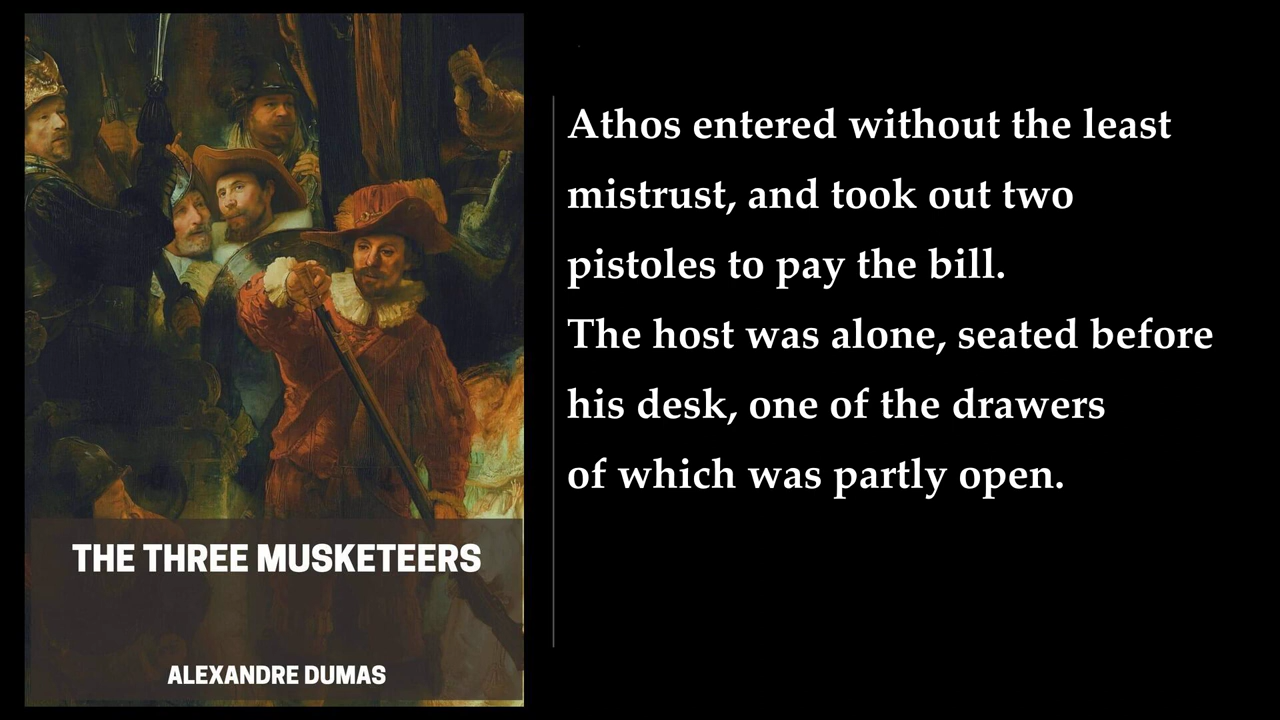 Athos entered without the least
mistrust, and took out two
pistoles to pay the bill.
The host was alone, seated before
his desk, one of the drawers
of which was partly open.
THE THREE MUSKETEERS
ALEXANDRE DUMAS